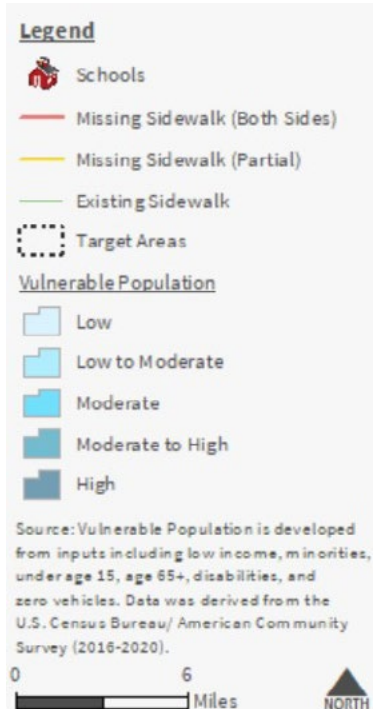 Legend
Schools
Missing Sidewalk (Both Sides)
Missing Sidewalk (Partial)
Existing Sidewalk
Target Areas
Vulnerable Population
Low
Low to Moderate
Moderate
Moderate to High
High
Source: Vulnerable Population is developed
from inputs including low income, minorities,
under age 15, age 65+, disabilities, and
zero vehicles. Data was derived from the
U.S. Census Bureau/ American Community
Survey (2016-2020).
0 6
Miles
NORTH